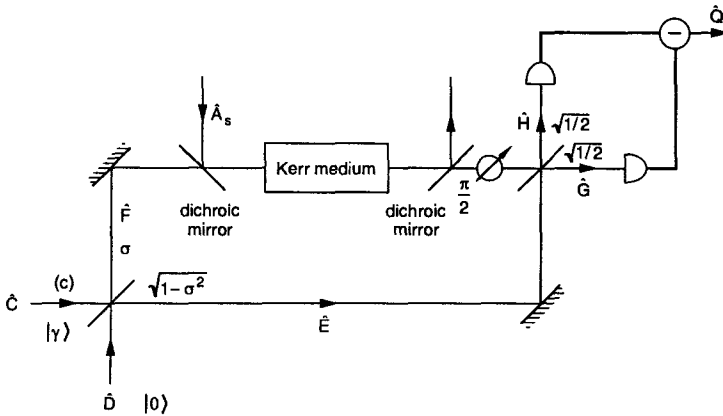 Q̂
Â_s
Ĥ
√1/2
√1/2
Ĝ
Kerr medium
π/2
dichroic
mirror
dichroic
mirror
F̂
σ
(c)
√1−σ²
Ĉ
|γ⟩
Ê
D̂
|0⟩
−